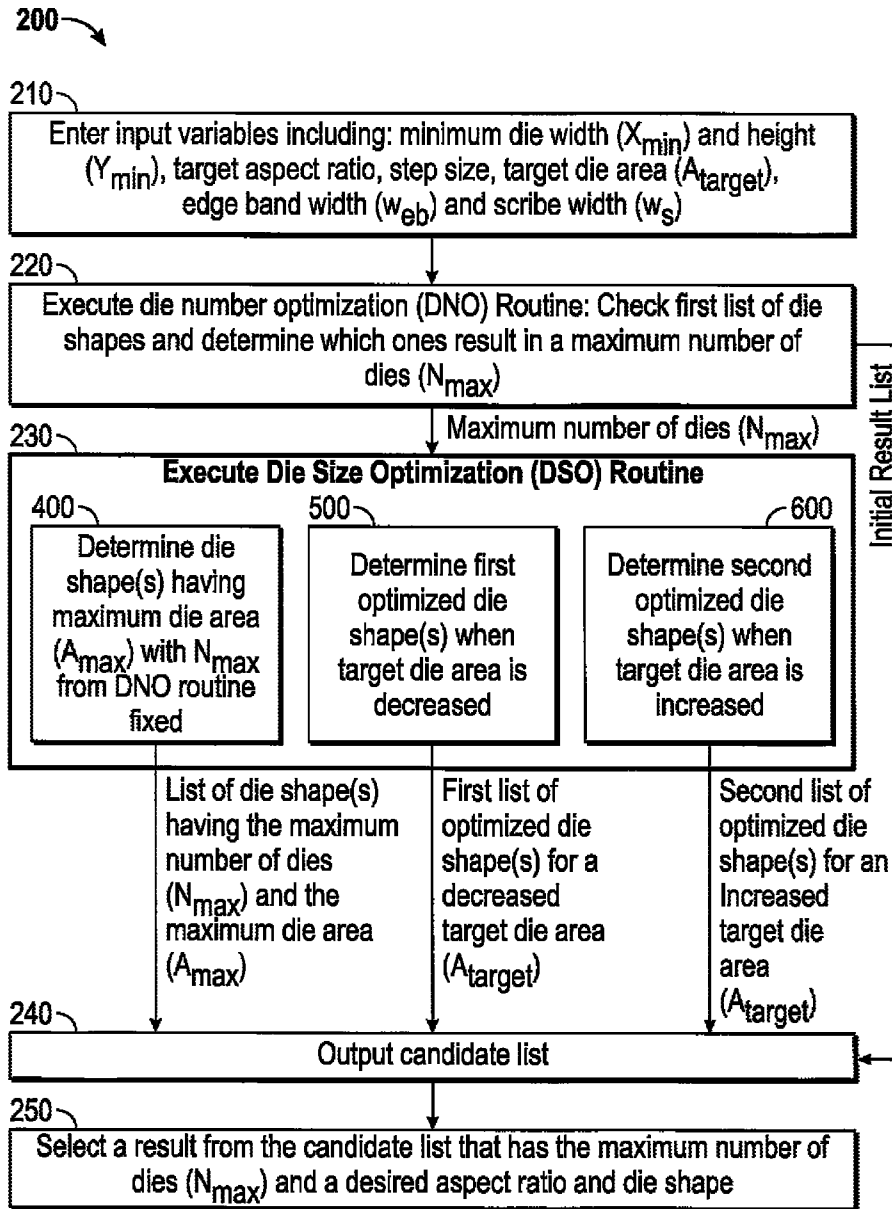 200
210
Enter input variables including: minimum die width (Xmin) and height
(Ymin), target aspect ratio, step size, target die area (Atarget),
edge band width (web) and scribe width (ws)
220
Execute die number optimization (DNO) Routine: Check first list of die
shapes and determine which ones result in a maximum number of
dies (Nmax)
Initial Result List
Maximum number of dies (Nmax)
230
Execute Die Size Optimization (DSO) Routine
400
Determine die
shape(s) having
maximum die area
(Amax) with Nmax
from DNO routine
fixed
500
Determine first
optimized die
shape(s) when
target die area is
decreased
600
Determine second
optimized die
shape(s) when
target die area is
increased
List of die shape(s)
having the maximum
number of dies
(Nmax) and the
maximum die area
(Amax)
First list of
optimized die
shape(s) for a
decreased
target die area
(Atarget)
Second list of
optimized die
shape(s) for an
Increased
target die
area
(Atarget)
240
Output candidate list
250
Select a result from the candidate list that has the maximum number of
dies (Nmax) and a desired aspect ratio and die shape